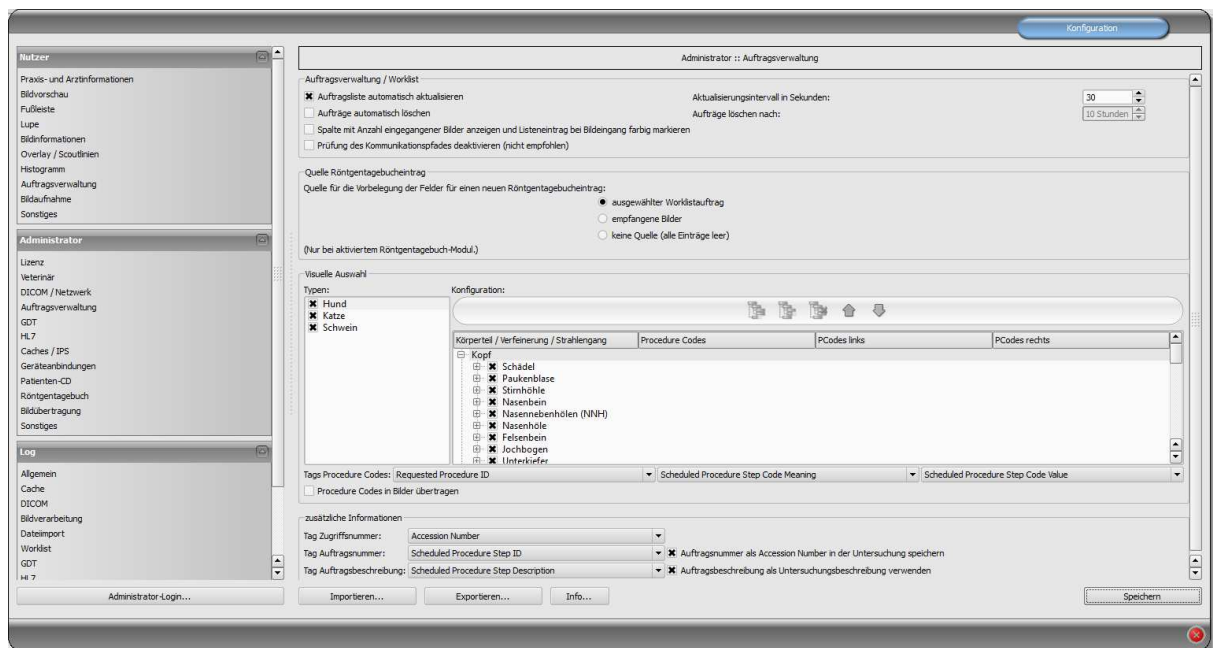 Konfiguration
Nutzer
Praxis- und Arztinformationen
Bildvorschau
Fußleiste
Lupe
Bildinformationen
Overlay / Scoutlinien
Histogramm
Auftragsverwaltung
Bildaufnahme
Sonstiges
Administrator
Lizenz
Veterinär
DICOM / Netzwerk
Auftragsverwaltung
GDT
HL7
Caches / IPS
Geräteanbindungen
Patienten-CD
Röntgentagebuch
Bildübertragung
Sonstiges
Log
Allgemein
Cache
DICOM
Bildverarbeitung
Dateiimport
Worklist
GDT
HL7
Administrator-Login...
Administrator :: Auftragsverwaltung
Auftragsverwaltung / Worklist
Auftragsliste automatisch aktualisieren Aktualisierungsintervall in Sekunden: 30
Aufträge automatisch löschen Aufträge löschen nach: 10 Stunden
Spalte mit Anzahl eingegangener Bilder anzeigen und Listeneintrag bei Bildeingang farbig markieren
Prüfung des Kommunikationspfades deaktivieren (nicht empfohlen)
Quelle Röntgentagebucheintrag
Quelle für die Vorbelegung der Felder für einen neuen Röntgentagebucheintrag:
ausgewählter Worklistauftrag
empfangene Bilder
keine Quelle (alle Einträge leer)
(Nur bei aktiviertem Röntgentagebuch-Modul.)
Visuelle Auswahl
Typen: Konfiguration:
Hund
Katze
Schwein
Körperteil / Verfeinerung / Strahlengang Procedure Codes PCodes links PCodes rechts
Kopf
Schädel
Paukenblase
Stirnhöhle
Nasenbein
Nasennebenhölen (NNH)
Nasenhöle
Felsenbein
Jochbogen
Unterkiefer
Tags Procedure Codes: Requested Procedure ID Scheduled Procedure Step Code Meaning Scheduled Procedure Step Code Value
Procedure Codes in Bilder übertragen
zusätzliche Informationen
Tag Zugriffsnummer: Accession Number
Tag Auftragsnummer: Scheduled Procedure Step ID Auftragsnummer als Accession Number in der Untersuchung speichern
Tag Auftragsbeschreibung: Scheduled Procedure Step Description Auftragsbeschreibung als Untersuchungsbeschreibung verwenden
Importieren... Exportieren... Info... Speichern